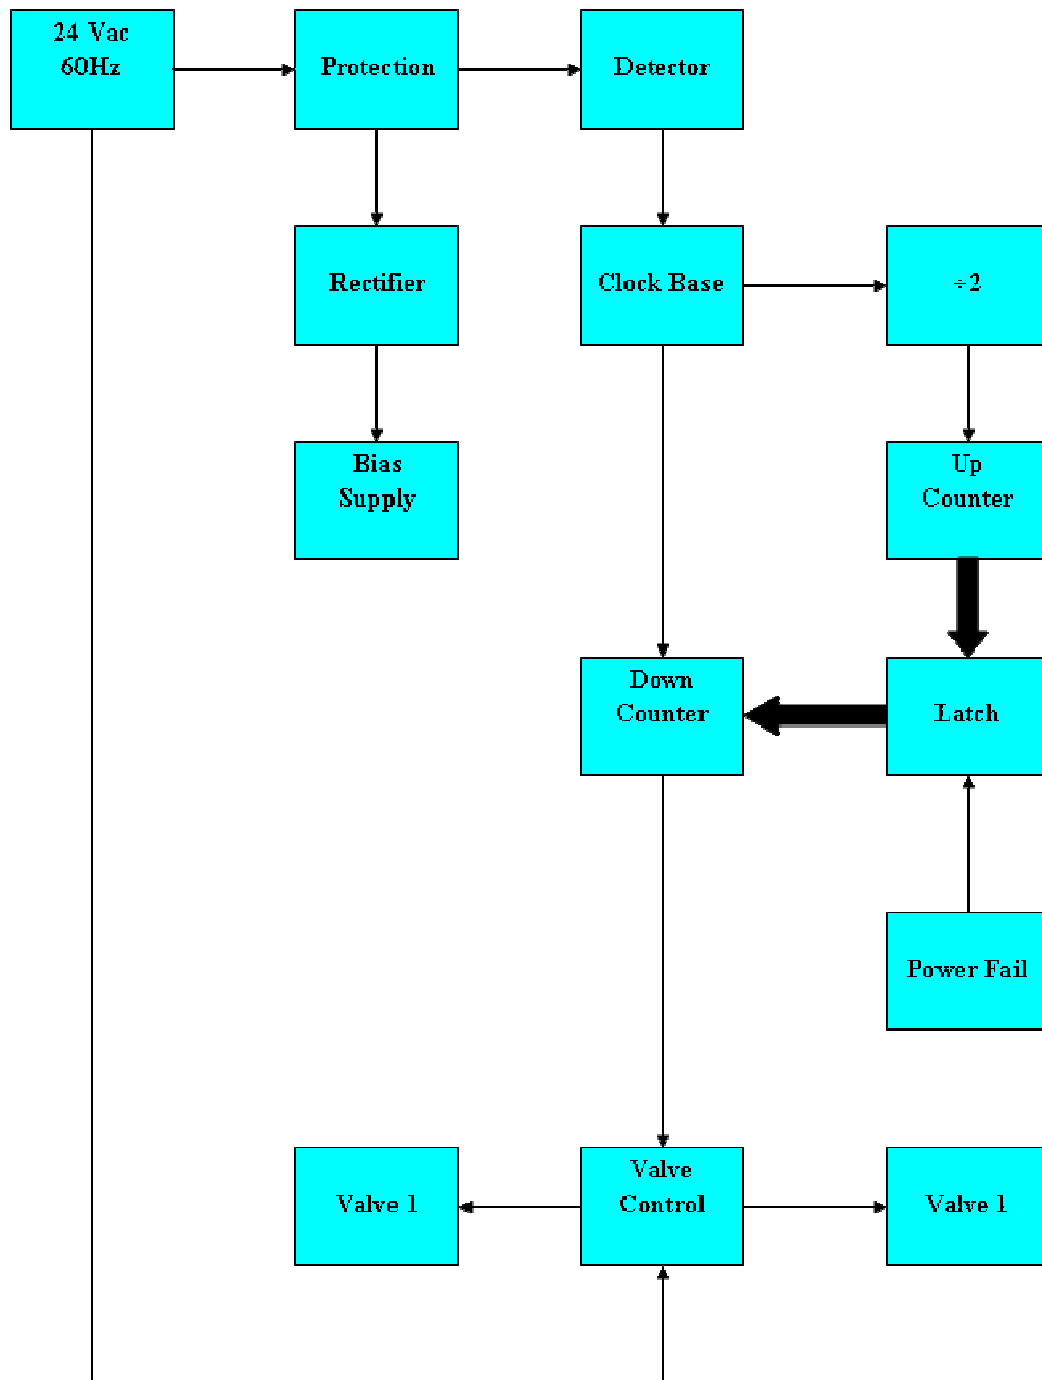 24 Vac
60Hz
Protection
Detector
Rectifier
Clock Base
÷2
Bias
Supply
Up
Counter
Down
Counter
Latch
Power Fail
Valve 1
Valve
Control
Valve 1